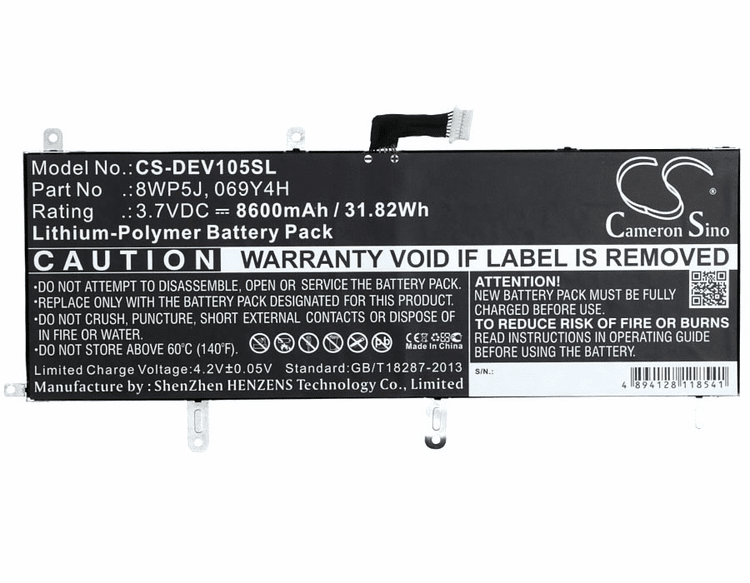 Model No.:CS-DEV105SL
Part No .:8WP5J, 069Y4H
Rating .:3.7VDC ⎓ 8600mAh / 31.82Wh
Lithium-Polymer Battery Pack
CS
®
Cameron Sino
CAUTION WARRANTY VOID IF LABEL IS REMOVED
•DO NOT ATTEMPT TO DISASSEMBLE, OPEN OR SERVICE THE BATTERY PACK.
•REPLACE ONLY WITH THE BATTERY PACK DESIGNATED FOR THIS PRODUCT.
•DO NOT CRUSH, PUNCTURE, SHORT EXTERNAL CONTACTS OR DISPOSE OF
IN FIRE OR WATER.
•DO NOT STORE ABOVE 60°C (140°F).
CE
Made In China
Limited Charge Voltage:4.2V±0.05V Standard:GB/T18287-2013
Manufacture by : ShenZhen HENZENS Technology Co., Limited
ATTENTION!
NEW BATTERY PACK MUST BE FULLY
CHARGED BEFORE USE.
TO REDUCE RISK OF FIRE OR BURNS
READ INSTRUCTIONS IN OPERATING GUIDE
BEFORE USING BATTERY.
S/N.:
4 894128 118541